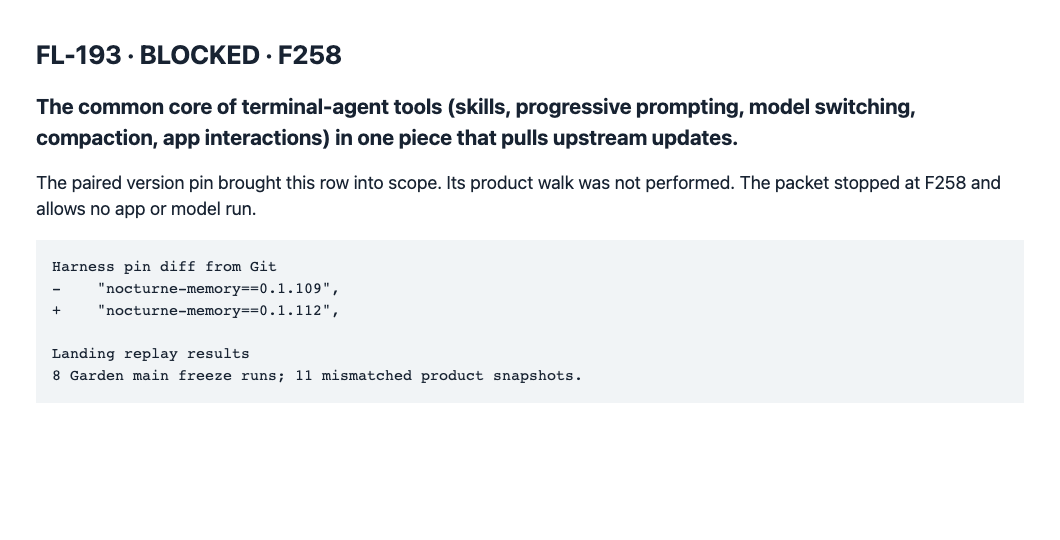 FL-193 · BLOCKED · F258
The common core of terminal-agent tools (skills, progressive prompting, model switching,
compaction, app interactions) in one piece that pulls upstream updates.
The paired version pin brought this row into scope. Its product walk was not performed. The packet stopped at F258 and
allows no app or model run.
Harness pin diff from Git
-    "nocturne-memory==0.1.109",
+    "nocturne-memory==0.1.112",
Landing replay results
8 Garden main freeze runs; 11 mismatched product snapshots.